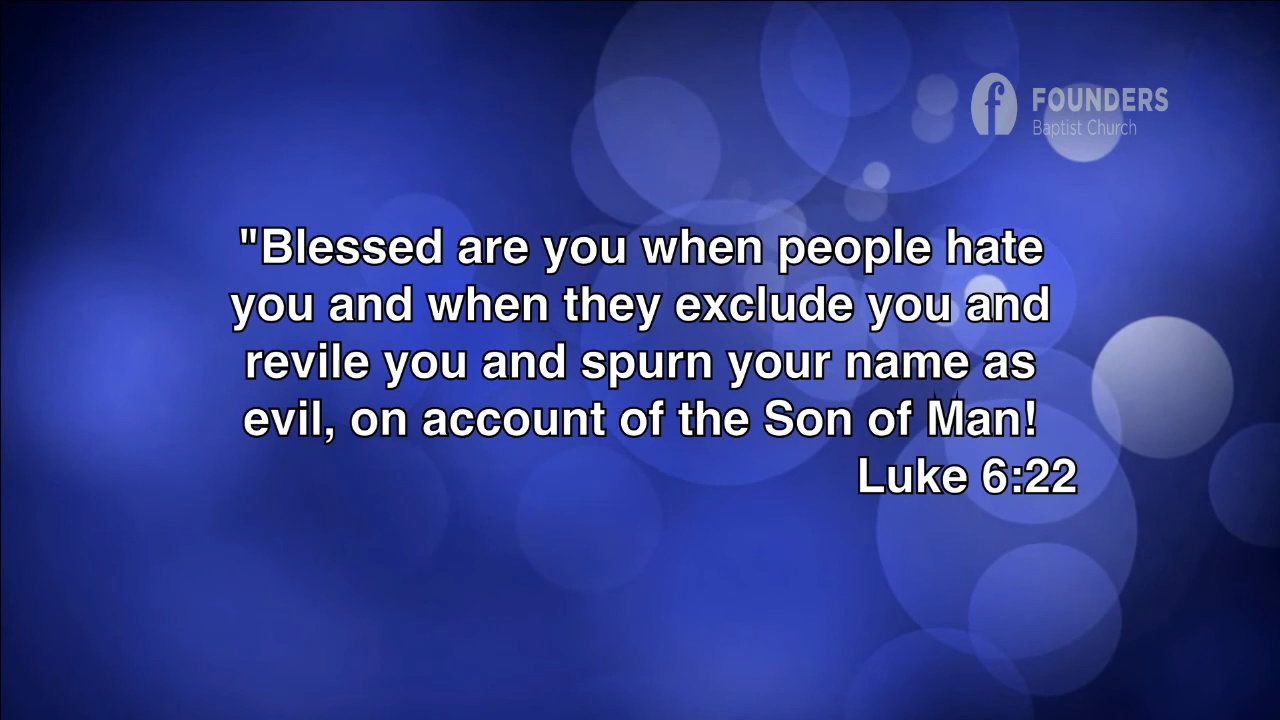 FOUNDERS
Baptist Church
"Blessed are you when people hate
you and when they exclude you and
revile you and spurn your name as
evil, on account of the Son of Man!
Luke 6:22